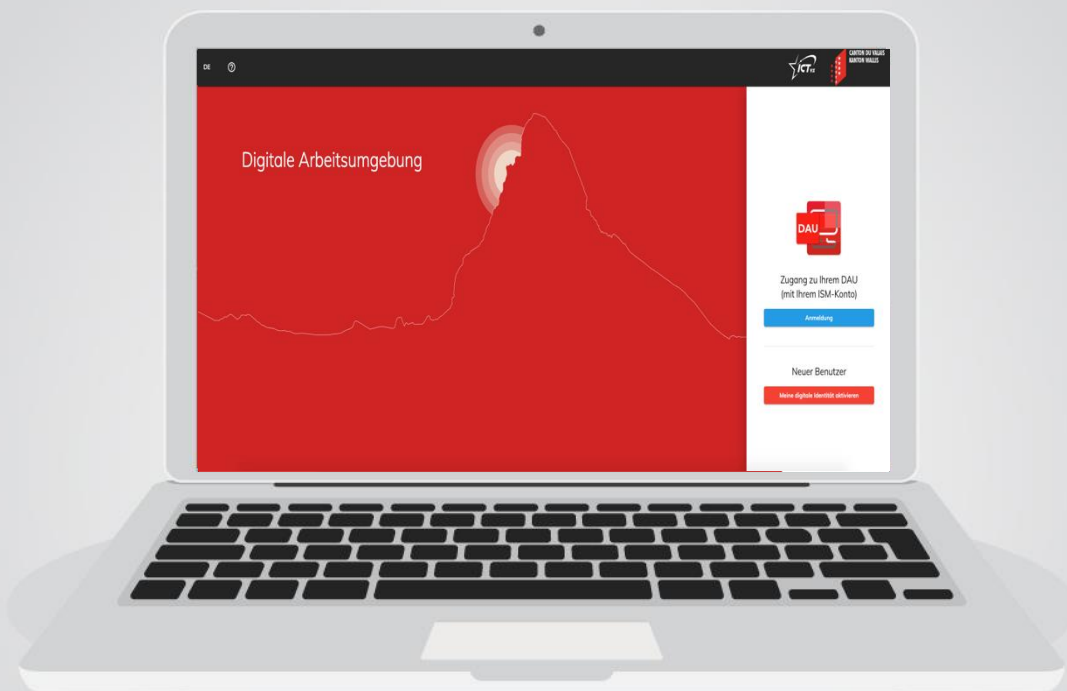 DE
ICTVS
CANTON DU VALAIS
KANTON WALLIS
Digitale Arbeitsumgebung
DAU
Zugang zu Ihrem DAU
(mit Ihrem ISM-Konto)
Anmeldung
Neuer Benutzer
Meine digitale Identität aktivieren